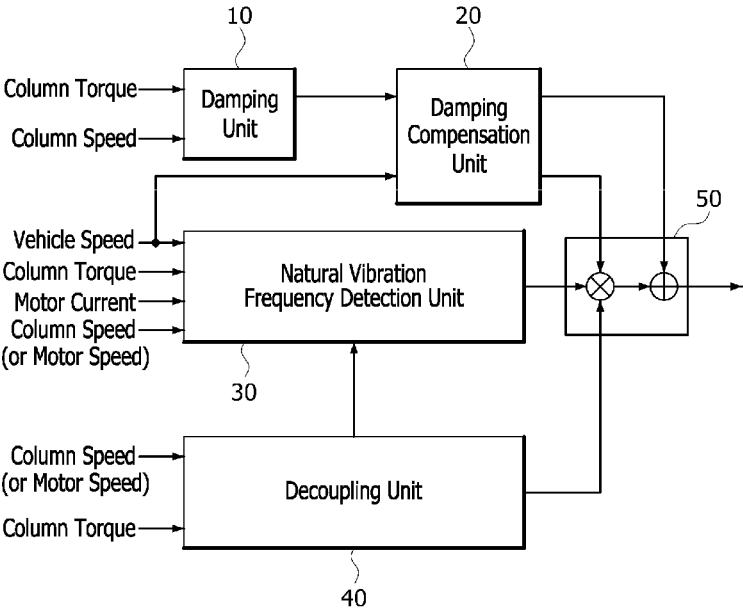 10
20
Column Torque
Column Speed
Damping
Unit
Damping
Compensation
Unit
50
Vehicle Speed
Column Torque
Motor Current
Column Speed
(or Motor Speed)
Natural Vibration
Frequency Detection Unit
30
Column Speed
(or Motor Speed)
Column Torque
Decoupling Unit
40